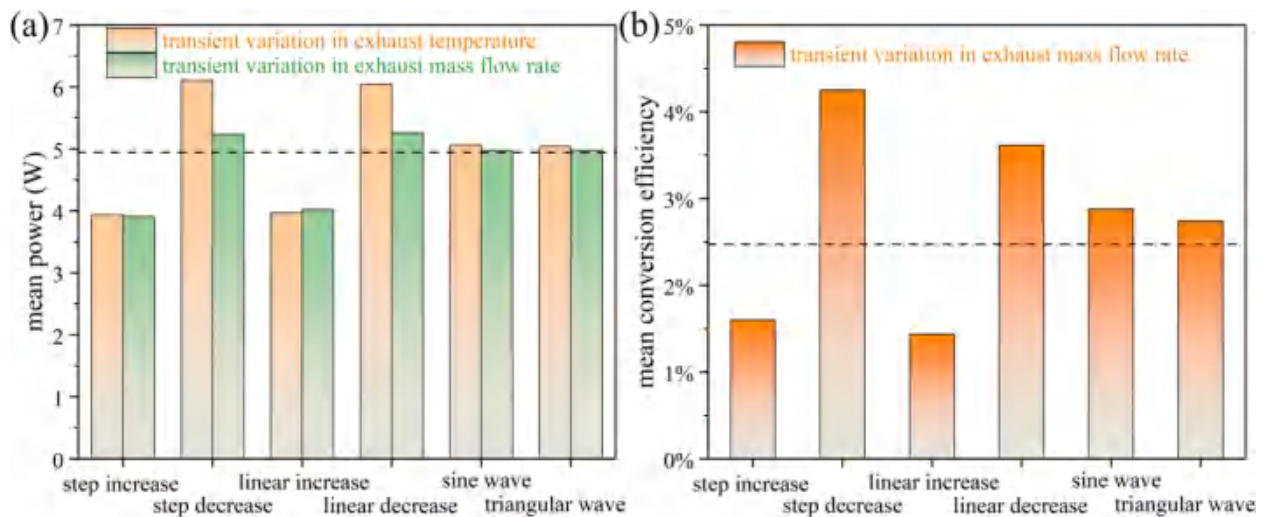 (a)
mean power (W)
7
6
5
4
3
2
1
0
transient variation in exhaust temperature
transient variation in exhaust mass flow rate
step increase
step decrease
linear increase
linear decrease
sine wave
triangular wave
(b)
mean conversion efficiency
5%
4%
3%
2%
1%
0%
transient variation in exhaust mass flow rate
step increase
step decrease
linear increase
linear decrease
sine wave
triangular wave